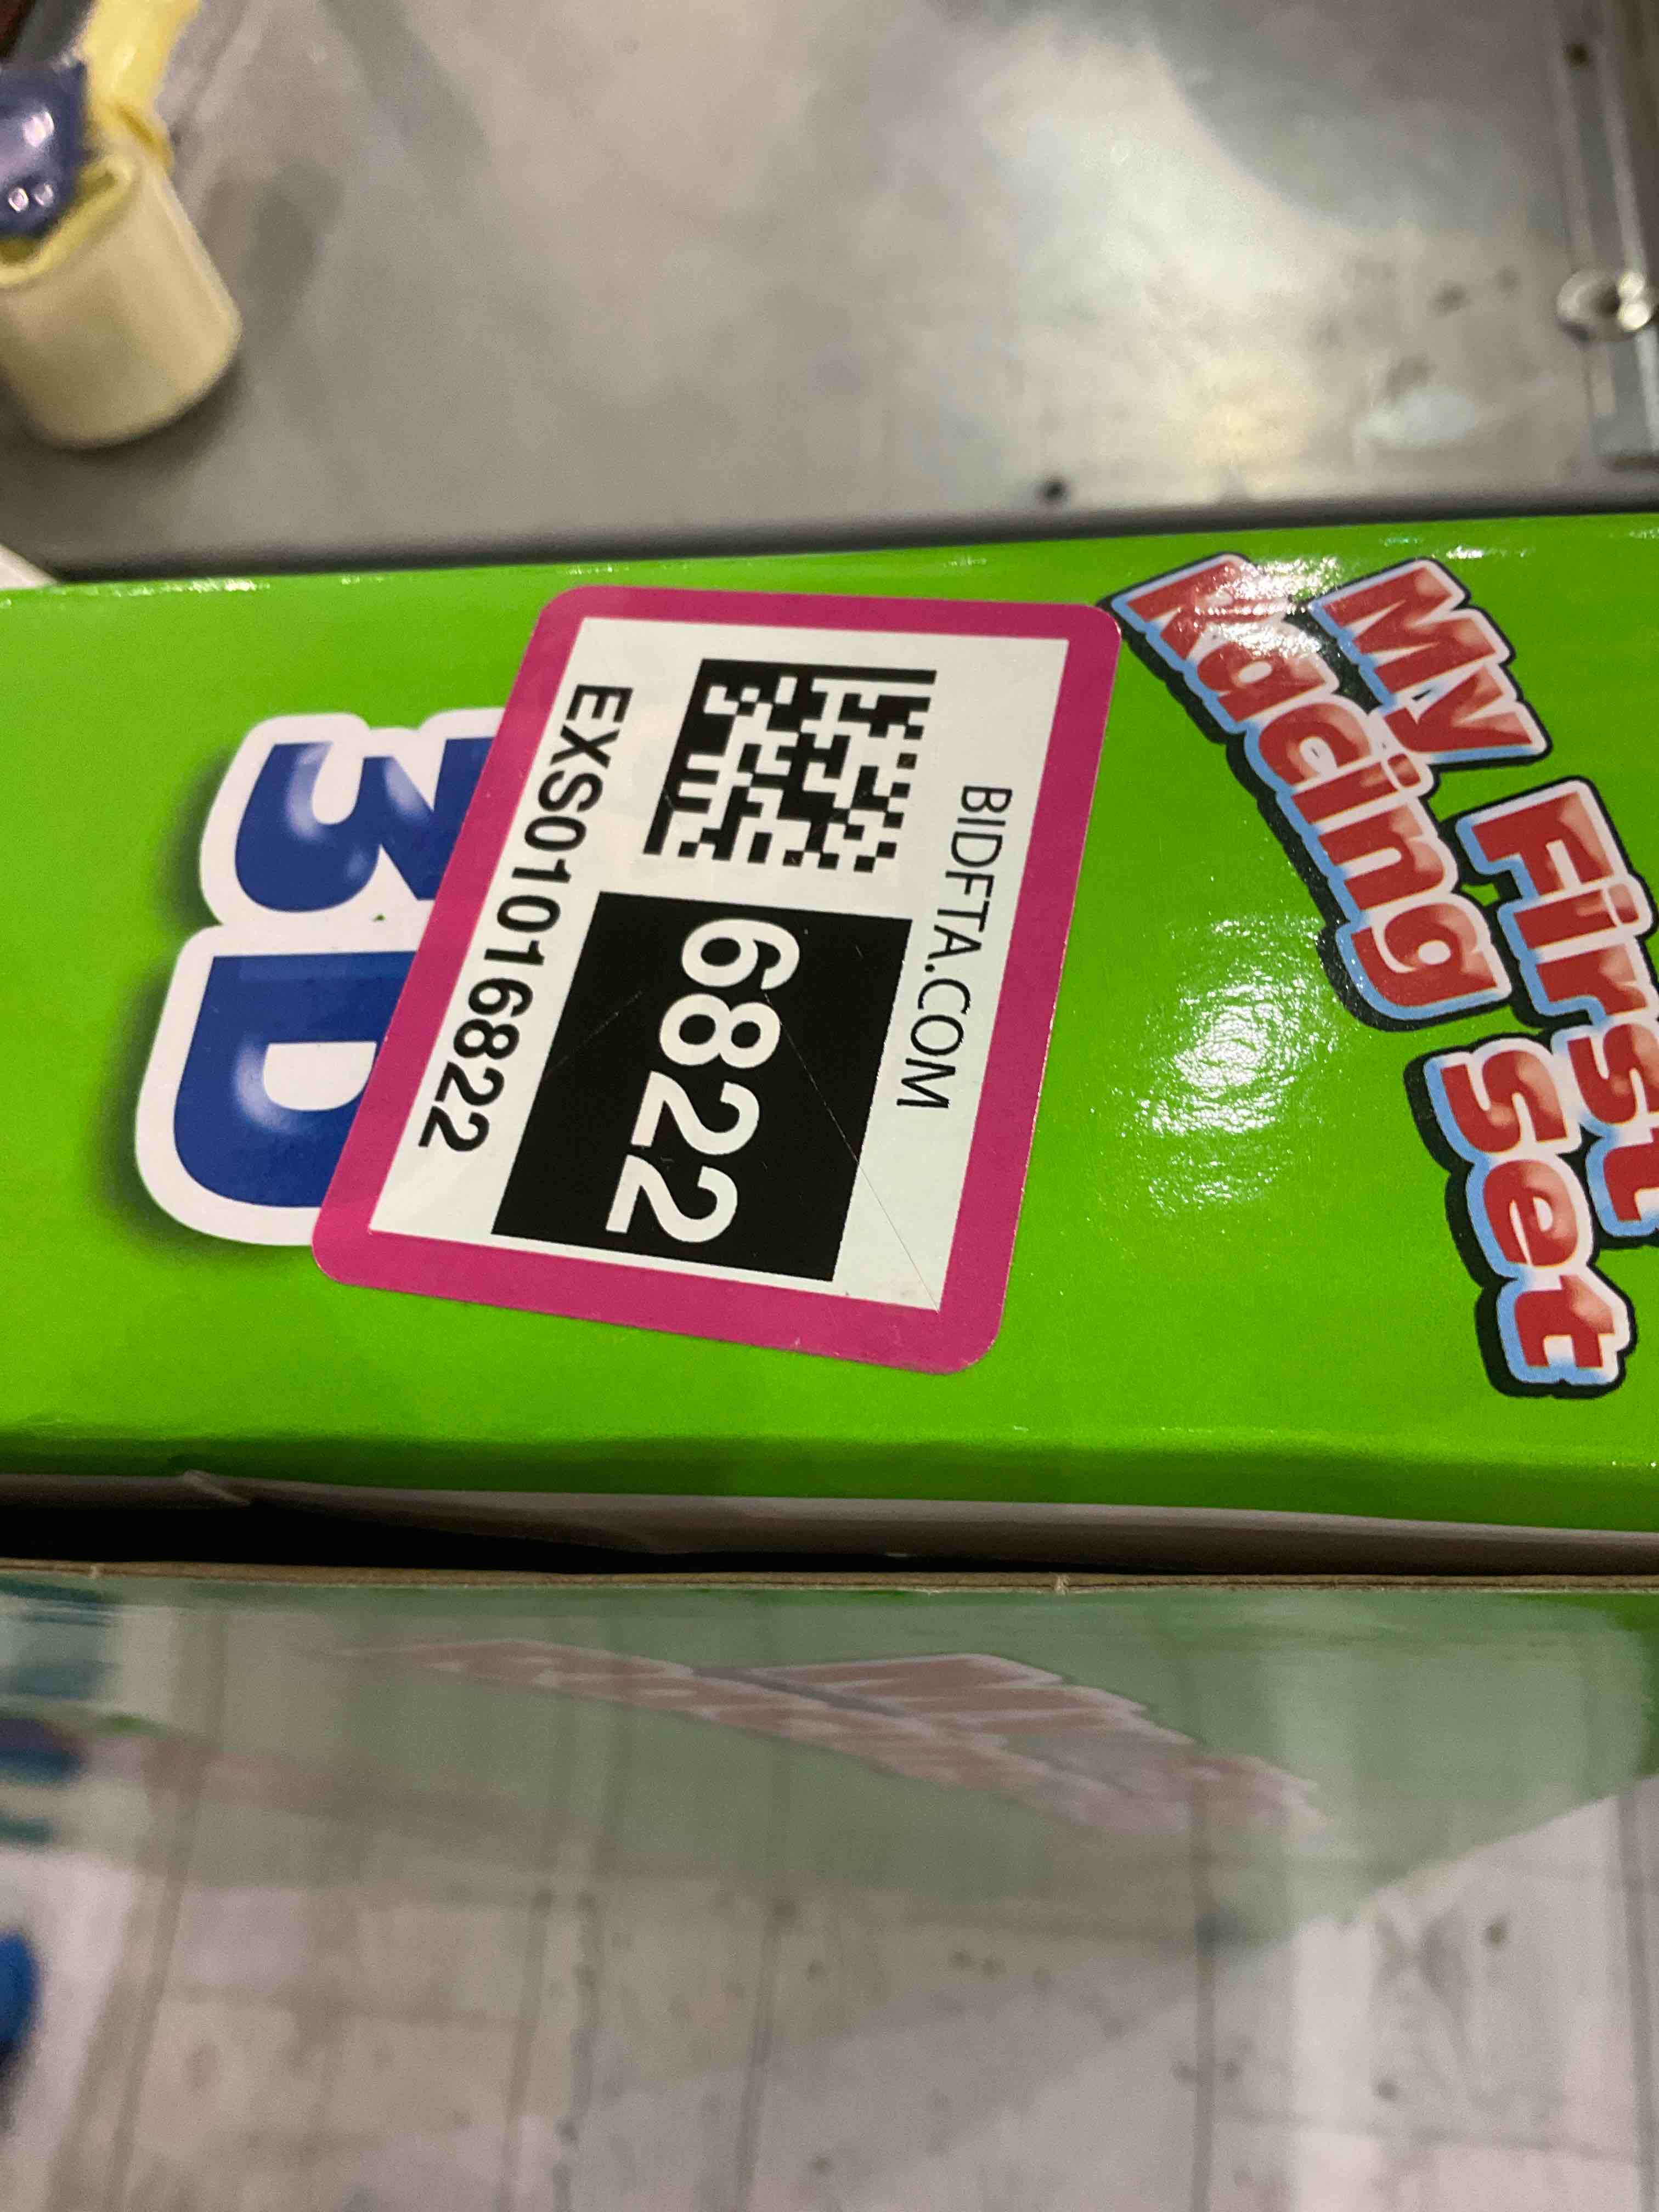 My First
Racing Set
BIDFTA.COM
6822
EXS01016822
3D